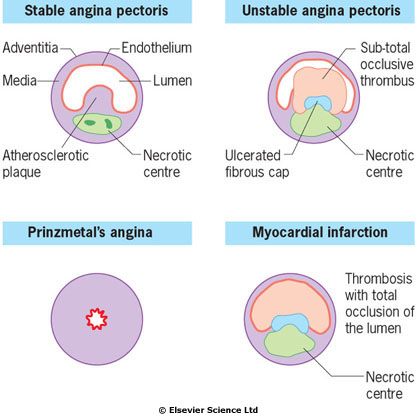 Stable angina pectoris
Adventitia
Endothelium
Media
Lumen
Atherosclerotic
plaque
Necrotic
centre
Unstable angina pectoris
Sub-total
occlusive
thrombus
Ulcerated
fibrous cap
Necrotic
centre
Prinzmetal's angina
Myocardial infarction
Thrombosis
with total
occlusion of
the lumen
Necrotic
centre
© Elsevier Science Ltd